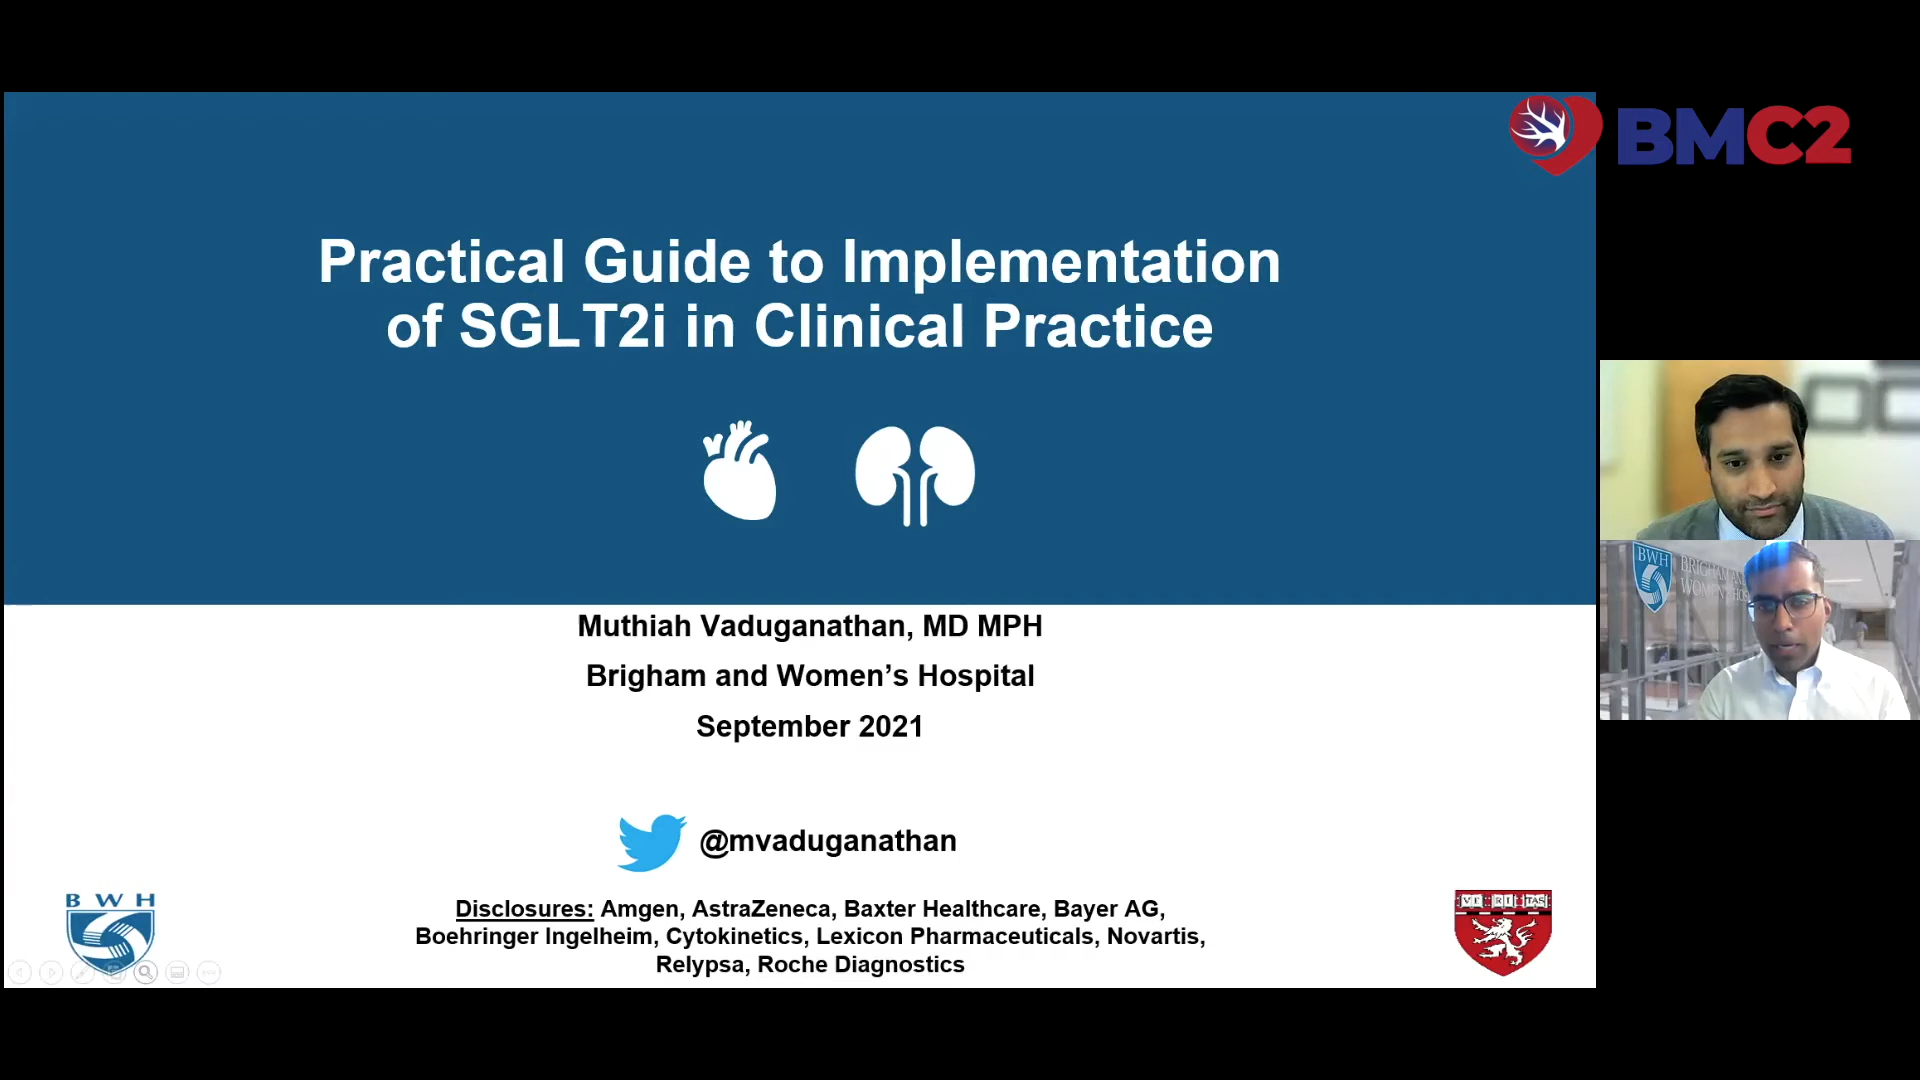 BMC2
Practical Guide to Implementation
of SGLT2i in Clinical Practice
Muthiah Vaduganathan, MD MPH
Brigham and Women’s Hospital
September 2021
@mvaduganathan
Disclosures: Amgen, AstraZeneca, Baxter Healthcare, Bayer AG,
Boehringer Ingelheim, Cytokinetics, Lexicon Pharmaceuticals, Novartis,
Relypsa, Roche Diagnostics
BWH
VE RI TAS
BWH